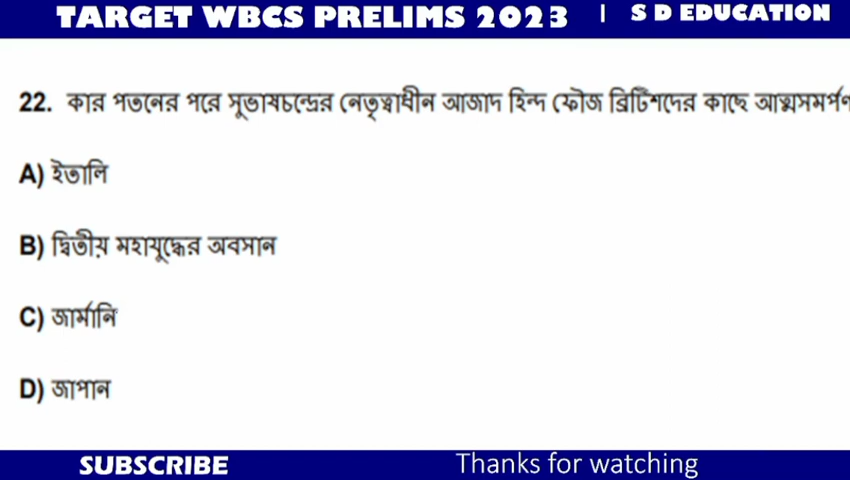 TARGET WBCS PRELIMS 2023 | S D EDUCATION
22. কার পতনের পরে সুভাষচন্দ্রের নেতৃত্বাধীন আজাদ হিন্দ ফৌজ ব্রিটিশদের কাছে আত্মসমর্পণ
A) ইতালি
B) দ্বিতীয় মহাযুদ্ধের অবসান
C) জার্মানি
D) জাপান
SUBSCRIBE Thanks for watching